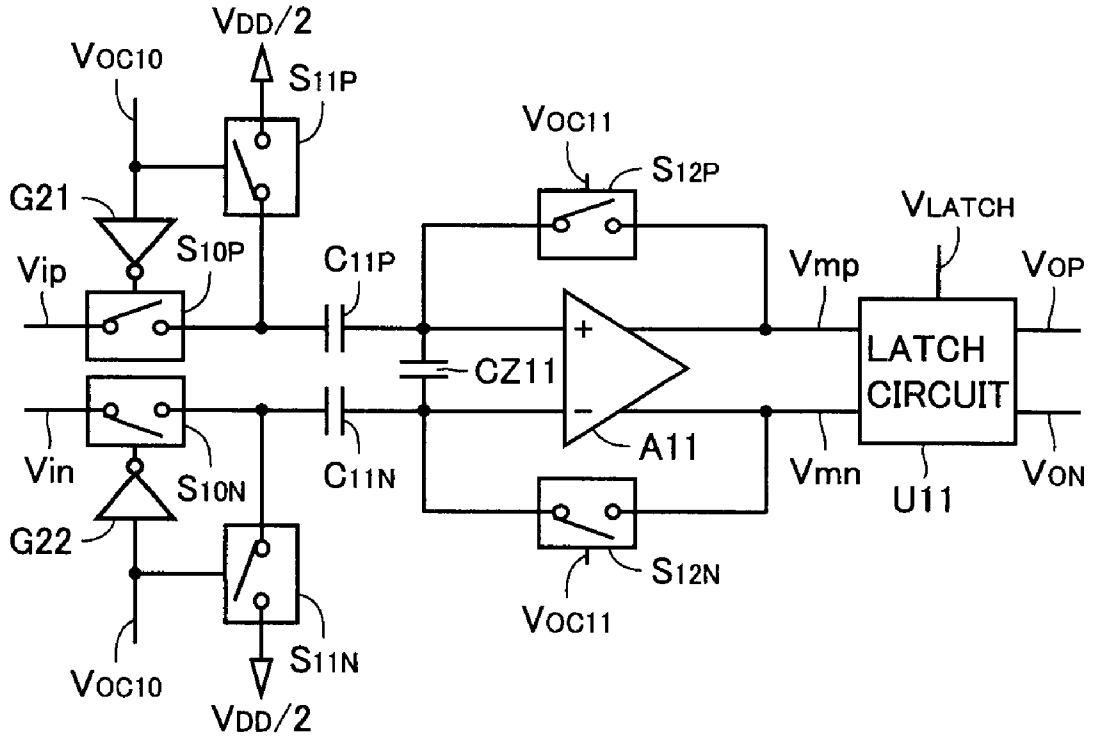 VDD/2
VOC10
S11P
VOC11
S12P
G21
S10P
VLATCH
Vip
C11P
Vmp
VOP
+
LATCH
CIRCUIT
CZ11
−
A11
Vin
S10N
C11N
Vmn
VON
U11
G22
S12N
VOC11
S11N
VOC10
VDD/2